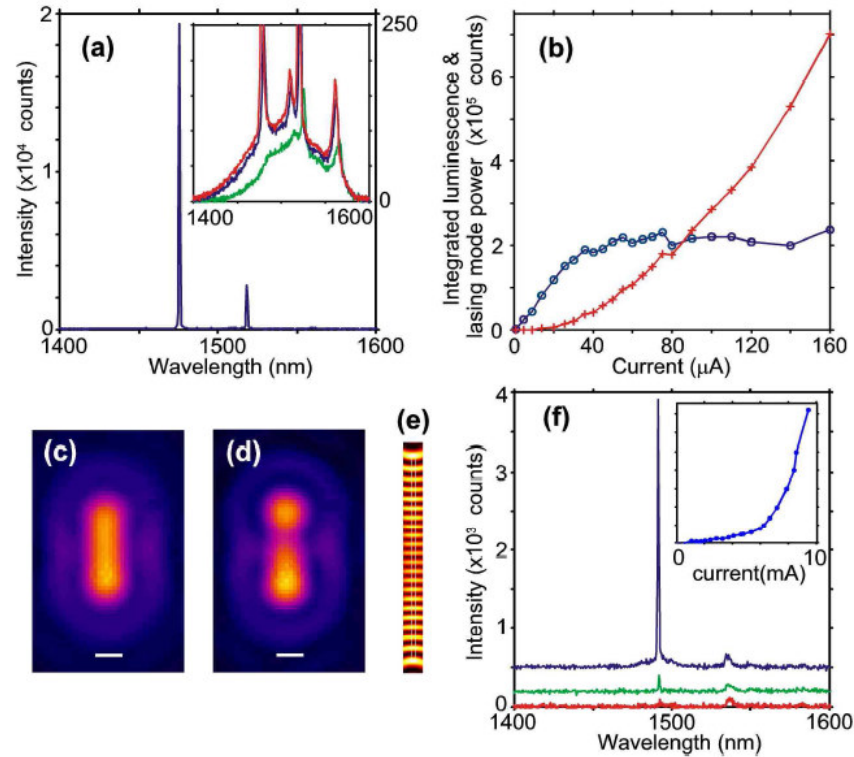 (a)
Intensity (x10⁴ counts)
2
1
0
1400
1500
1600
Wavelength (nm)
250
0
1400
1600
(b)
Integrated luminescence &
lasing mode power (x10⁵ counts)
6
4
2
0
0
40
80
120
160
Current (μA)
(c)
(d)
(e)
(f)
Intensity (x10³ counts)
4
3
2
1
0
1400
1500
1600
Wavelength (nm)
0
10
current(mA)